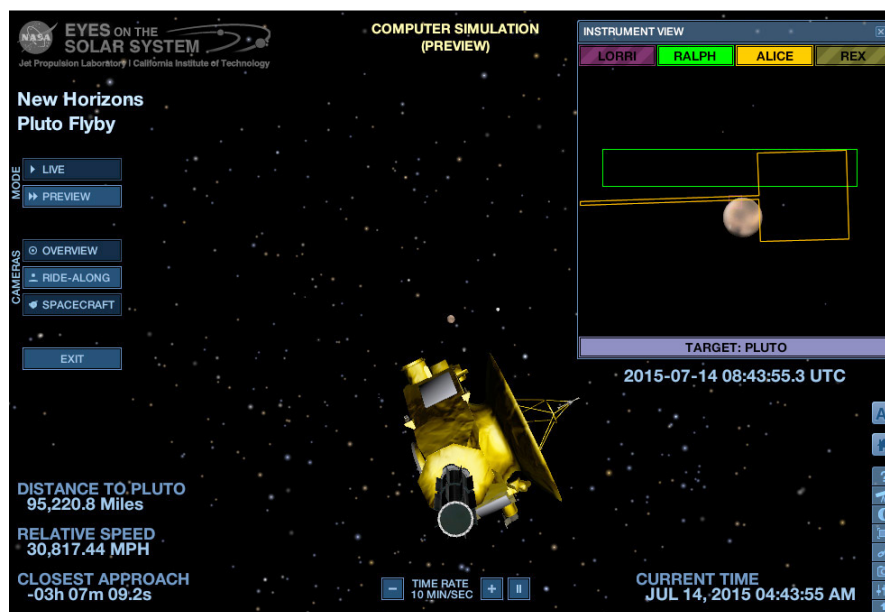 NASA
EYES ON THE
SOLAR SYSTEM
Jet Propulsion Laboratory | California Institute of Technology
COMPUTER SIMULATION
(PREVIEW)
INSTRUMENT VIEW
LORRI RALPH ALICE REX
New Horizons
Pluto Flyby
MODE
LIVE
PREVIEW
CAMERAS
OVERVIEW
RIDE-ALONG
SPACECRAFT
EXIT
TARGET: PLUTO
2015-07-14 08:43:55.3 UTC
DISTANCE TO PLUTO
95,220.8 Miles
RELATIVE SPEED
30,817.44 MPH
CLOSEST APPROACH
-03h 07m 09.2s
TIME RATE
10 MIN/SEC
CURRENT TIME
JUL 14, 2015 04:43:55 AM
A
?